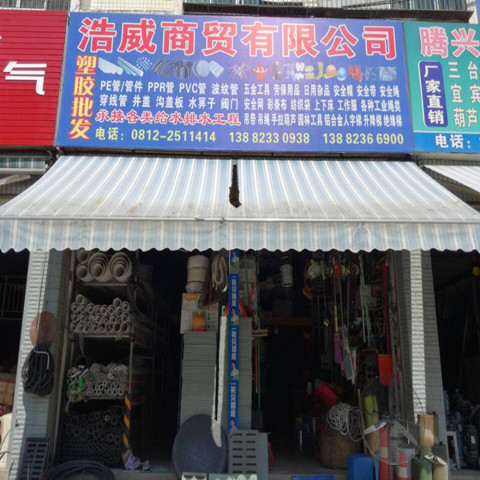 气
浩威商贸有限公司
塑胶批发
PE管/管件 PPR管 PVC管 波纹管 五金工具 劳保用品 日用杂品 安全帽 安全带 安全绳
穿线管 井盖 沟盖板 水箅子 阀门 安全网 彩条布 纺织袋 上下床 工作服 各种工业绳类
承接各类给水排水工程 吊带 吊绳 手拉葫芦 园林工具 铝合金人字梯 升降梯 绝缘梯
电话：0812-2511414 138 8233 0938 138 8236 6900
腾兴
厂家直销
三台
宜宾
葫芦